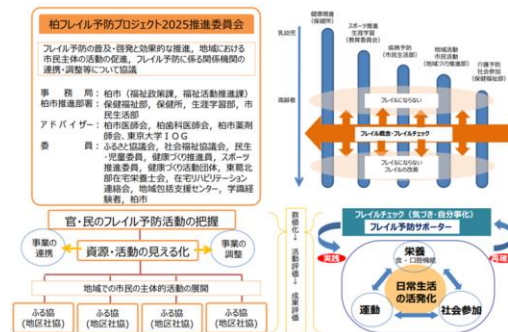 柏フレイル予防プロジェクト2025推進委員会
フレイル予防の普及・啓発と効果的な推進，地域における
市民主体の活動の促進，フレイル予防に係る関係機関の
連携・調整等について協議
事務局：柏市（福祉政策課，福祉活動推進課）
柏市推進部署：保健福祉部，保健所，生涯学習部，市
民生活部
アドバイザー：柏市医師会，柏歯科医師会，柏市薬剤
師会、東京大学ＩＯＧ
委員：ふるさと協議会，社会福祉協議会，民生
・児童委員，健康づくり推進員，スポーツ
推進委員，健康づくり活動団体，東葛北
部在宅栄養士会，在宅リハビリテーション
連絡会，地域包括支援センター，学識経
験者，柏市
官・民のフレイル予防活動の把握
事業の
連携
資源・活動の見える化
事業の
調整
地域での市民の主体的活動の展開
ふる協
(地区社協)
ふる協
(地区社協)
ふる協
(地区社協)
ふる協
(地区社協)
数値化→活動評価→成果評価
乳幼児
高齢者
健康増進
(保健所)
スポーツ推進
生涯学習
(教育委員会)
疾病予防
(市民生活部)
地域活動
市民活動
(地域づくり推進部)
介護予防
社会参加
(保健福祉部)
フレイルにならない
フレイル概念・フレイルチェック
フレイルにならない
フレイルの改善
フレイルチェック（気づき・自分事化）
フレイル予防サポーター
実践
再確
栄養
食・口腔機能
日常生活
の活発化
運動
社会参加